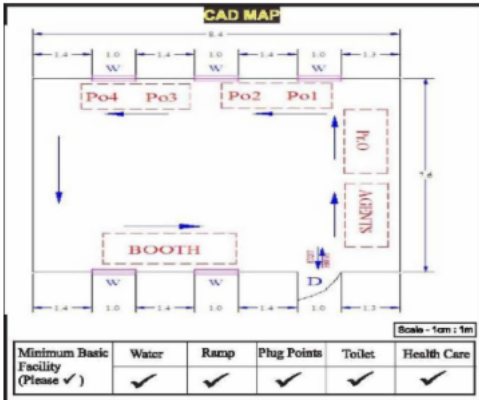 CAD MAP
8.4
1.4 1.0 1.4 1.0 1.4 1.0 1.3
W W W
Po4 Po3 Po2 Po1
Pr.O
AGENTS
BOOTH
W W D
1.4 1.0 1.4 1.0 1.4 1.0 1.3
Scale - 1cm : 1m
Minimum Basic Facility (Please ✓) Water Ramp Plug Points Toilet Health Care
✓ ✓ ✓ ✓ ✓